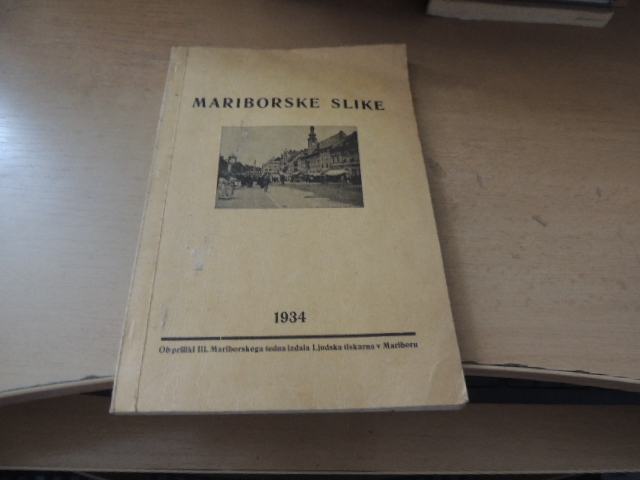 MARIBORSKE SLIKE
1934
Ob priliki III. Mariborskega tedna izdala Ljudska tiskarna v Mariboru